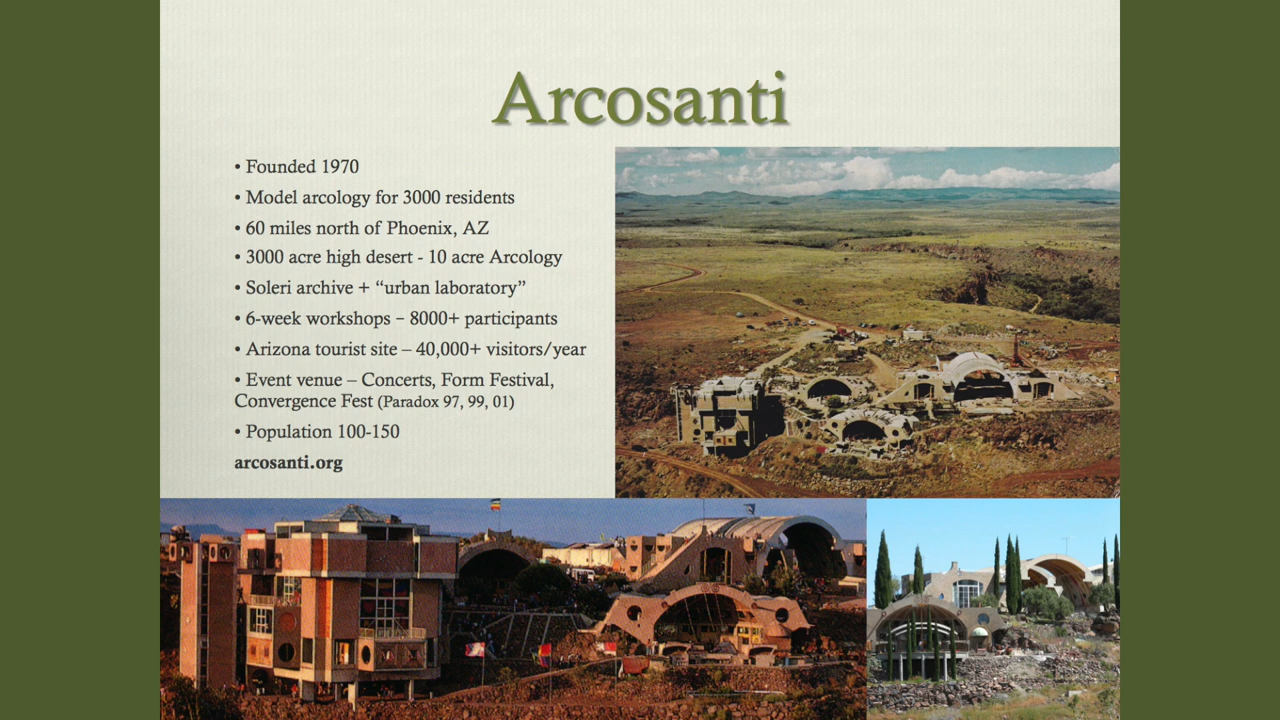 Arcosanti
• Founded 1970
• Model arcology for 3000 residents
• 60 miles north of Phoenix, AZ
• 3000 acre high desert - 10 acre Arcology
• Soleri archive + “urban laboratory”
• 6-week workshops – 8000+ participants
• Arizona tourist site – 40,000+ visitors/year
• Event venue – Concerts, Form Festival,
Convergence Fest (Paradox 97, 99, 01)
• Population 100-150
arcosanti.org